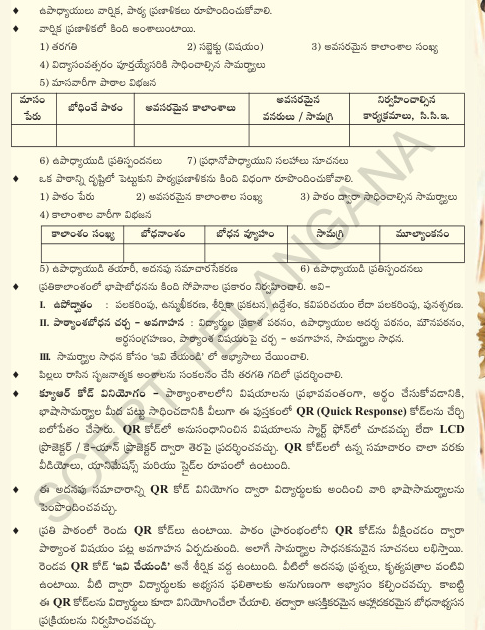 ♦ ఉపాధ్యాయులు వార్షిక, పాఠ్య ప్రణాళికలు రూపొందించుకోవాలి.
♦ వార్షిక ప్రణాళికలో కింది అంశాలుంటాయి.
1) తరగతి 2) సబ్జెక్టు (విషయం) 3) అవసరమైన కాలాంశాల సంఖ్య
4) విద్యాసంవత్సరం పూర్తయ్యేసరికి సాధించాల్సిన సామర్థ్యాలు
5) మాసవారీగా పాఠాల విభజన
మాసం పేరు బోధించే పాఠం అవసరమైన కాలాంశాలు అవసరమైన వనరులు / సామగ్రి నిర్వహించాల్సిన కార్యక్రమాలు, సి.సి.ఇ.
6) ఉపాధ్యాయుడి ప్రతిస్పందనలు 7) ప్రధానోపాధ్యాయుని సలహాలు సూచనలు
♦ ఒక పాఠాన్ని దృష్టిలో పెట్టుకుని పాఠ్యప్రణాళికను కింది విధంగా రూపొందించుకోవాలి.
1) పాఠం పేరు 2) అవసరమైన కాలాంశాల సంఖ్య 3) పాఠం ద్వారా సాధించాల్సిన సామర్థ్యాలు
4) కాలాంశాల వారీగా విభజన
కాలాంశం సంఖ్య బోధనాంశం బోధన వ్యూహం సామగ్రి మూల్యాంకనం
5) ఉపాధ్యాయుడి తయారీ, అదనపు సమాచారసేకరణ 6) ఉపాధ్యాయుడి ప్రతిస్పందనలు
♦ ప్రతికాలాంశంలో భాషాబోధనను కింది సోపానాల ప్రకారం నిర్వహించాలి. అవి–
I. ఉపోద్ఘాతం : పలకరింపు, ఉన్ముఖీకరణ, శీర్షికా ప్రకటన, ఉద్దేశం, కవిపరిచయం లేదా పలకరింపు, పునశ్చరణ.
II. పాఠ్యాంశబోధన చర్చ – అవగాహన : విద్యార్థుల ప్రకాశ పఠనం, ఉపాధ్యాయుల ఆదర్శ పఠనం, మౌనపఠనం,
అర్థసంగ్రహణం, పాఠ్యాంశ విషయంపై చర్చ – అవగాహన, సామర్థ్యాల సాధన.
III. సామర్థ్యాల సాధన కోసం 'ఇవి చేయండి' లో అభ్యాసాలు చేయించాలి.
♦ పిల్లలు రాసిన సృజనాత్మక అంశాలను సంకలనం చేసి తరగతి గదిలో ప్రదర్శించాలి.
♦ క్యూఆర్ కోడ్ వినియోగం – పాఠ్యాంశాలలోని విషయాలను ప్రభావవంతంగా, అర్థం చేసుకోవడానికి,
భాషాసామర్థ్యాల మీద పట్టు సాధించడానికి వీలుగా ఈ పుస్తకంలో QR (Quick Response) కోడ్‌లను చేర్చి
బలోపేతం చేసారు. QR కోడ్‌లో అనుసంధానించిన విషయాలను స్మార్ట్ ఫోన్‌లో చూడవచ్చు లేదా LCD
ప్రొజెక్టర్ / కె–యాన్ ప్రొజెక్టర్ ద్వారా తెరపై ప్రదర్శించవచ్చు. QR కోడ్‌లలో ఉన్న సమాచారం చాలా వరకు
వీడియోలు, యానిమేషన్స్ మరియు స్లైడ్‌ల రూపంలో ఉంటుంది.
♦ ఈ అదనపు సమాచారాన్ని QR కోడ్ వినియోగం ద్వారా విద్యార్థులకు అందించి వారి భాషాసామర్థ్యాలను
పెంపొందించవచ్చు.
♦ ప్రతి పాఠంలో రెండు QR కోడ్‌లు ఉంటాయి. పాఠం ప్రారంభంలోని QR కోడ్‌ను వీక్షించడం ద్వారా
పాఠ్యాంశ విషయం పట్ల అవగాహన ఏర్పడుతుంది. అలాగే సామర్థ్యాల సాధనకనువైన సూచనలు లభిస్తాయి.
రెండవ QR కోడ్ 'ఇవి చేయండి' అనే శీర్షిక వద్ద ఉంటుంది. వీటిలో అదనపు ప్రశ్నలు, కృత్యపత్రాల వంటివి
ఉంటాయి. వీటి ద్వారా విద్యార్థులకు అభ్యసన ఫలితాలకు అనుగుణంగా అభ్యాసం కల్పించవచ్చు. కాబట్టి
ఈ QR కోడ్‌లను విద్యార్థులు కూడా వినియోగించేలా చేయాలి. తద్వారా ఆసక్తికరమైన ఆహ్లాదకరమైన బోధనాభ్యసన
ప్రక్రియలను నిర్వహించవచ్చు.
SCERT TELANGANA